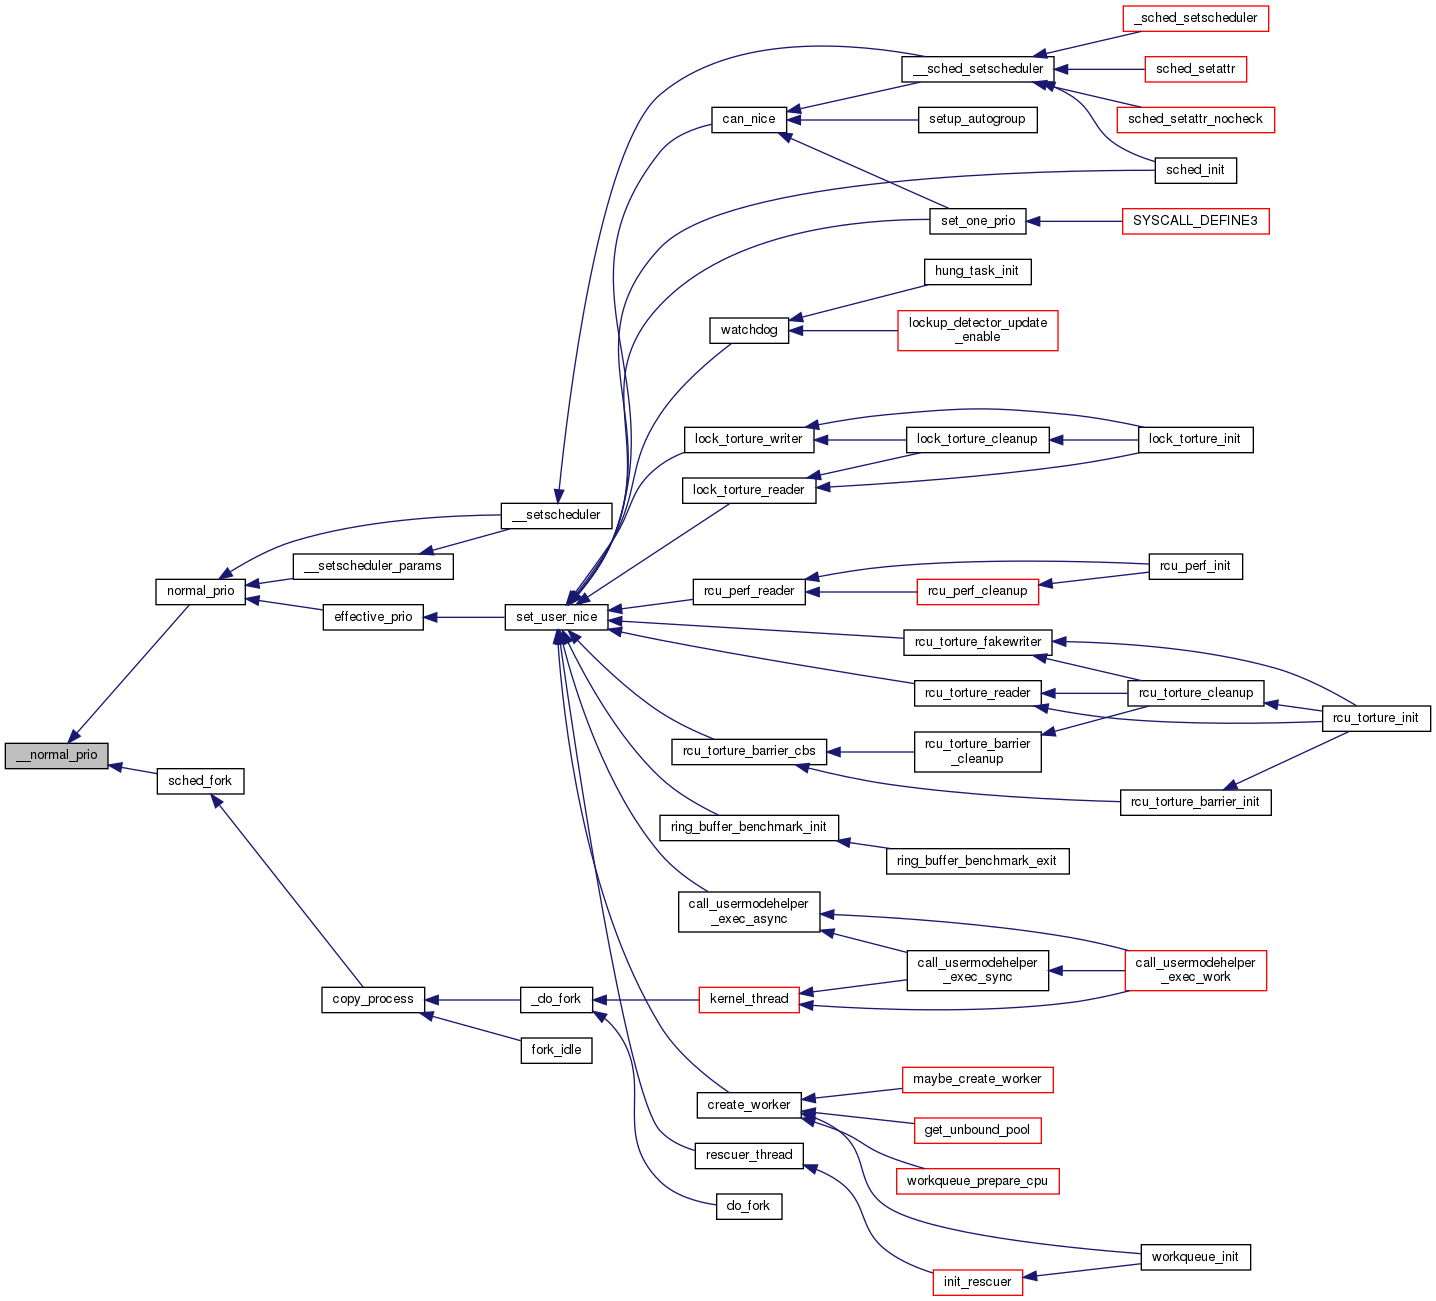 _sched_setscheduler
__sched_setscheduler
sched_setattr
can_nice
setup_autogroup
sched_setattr_nocheck
sched_init
set_one_prio
SYSCALL_DEFINE3
hung_task_init
watchdog
lockup_detector_update
_enable
lock_torture_writer
lock_torture_cleanup
lock_torture_init
lock_torture_reader
__setscheduler
__setscheduler_params
normal_prio
effective_prio
set_user_nice
rcu_perf_reader
rcu_perf_cleanup
rcu_perf_init
rcu_torture_fakewriter
rcu_torture_reader
rcu_torture_cleanup
rcu_torture_init
__normal_prio
sched_fork
rcu_torture_barrier_cbs
rcu_torture_barrier
_cleanup
rcu_torture_barrier_init
ring_buffer_benchmark_init
ring_buffer_benchmark_exit
call_usermodehelper
_exec_async
call_usermodehelper
_exec_sync
call_usermodehelper
_exec_work
copy_process
_do_fork
kernel_thread
fork_idle
maybe_create_worker
create_worker
get_unbound_pool
rescuer_thread
workqueue_prepare_cpu
do_fork
workqueue_init
init_rescuer